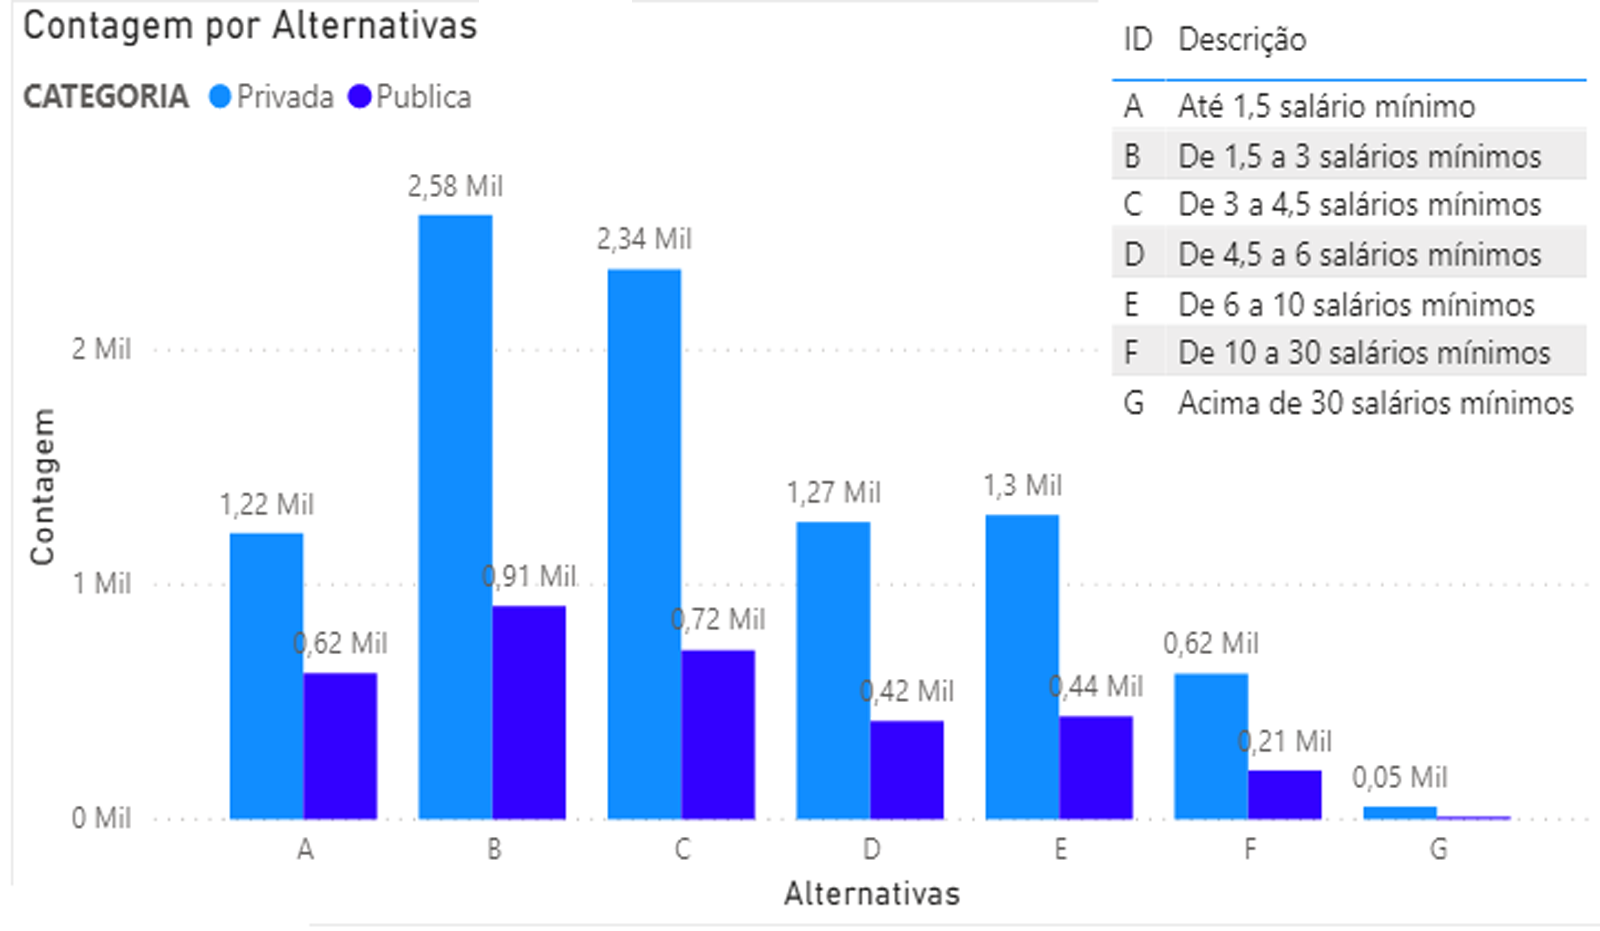 Contagem por Alternativas
CATEGORIA Privada Publica
ID Descrição
A Até 1,5 salário mínimo
B De 1,5 a 3 salários mínimos
C De 3 a 4,5 salários mínimos
D De 4,5 a 6 salários mínimos
E De 6 a 10 salários mínimos
F De 10 a 30 salários mínimos
G Acima de 30 salários mínimos
Contagem
2 Mil
1 Mil
0 Mil
1,22 Mil
0,62 Mil
2,58 Mil
0,91 Mil
2,34 Mil
0,72 Mil
1,27 Mil
0,42 Mil
1,3 Mil
0,44 Mil
0,62 Mil
0,21 Mil
0,05 Mil
A B C D E F G
Alternativas